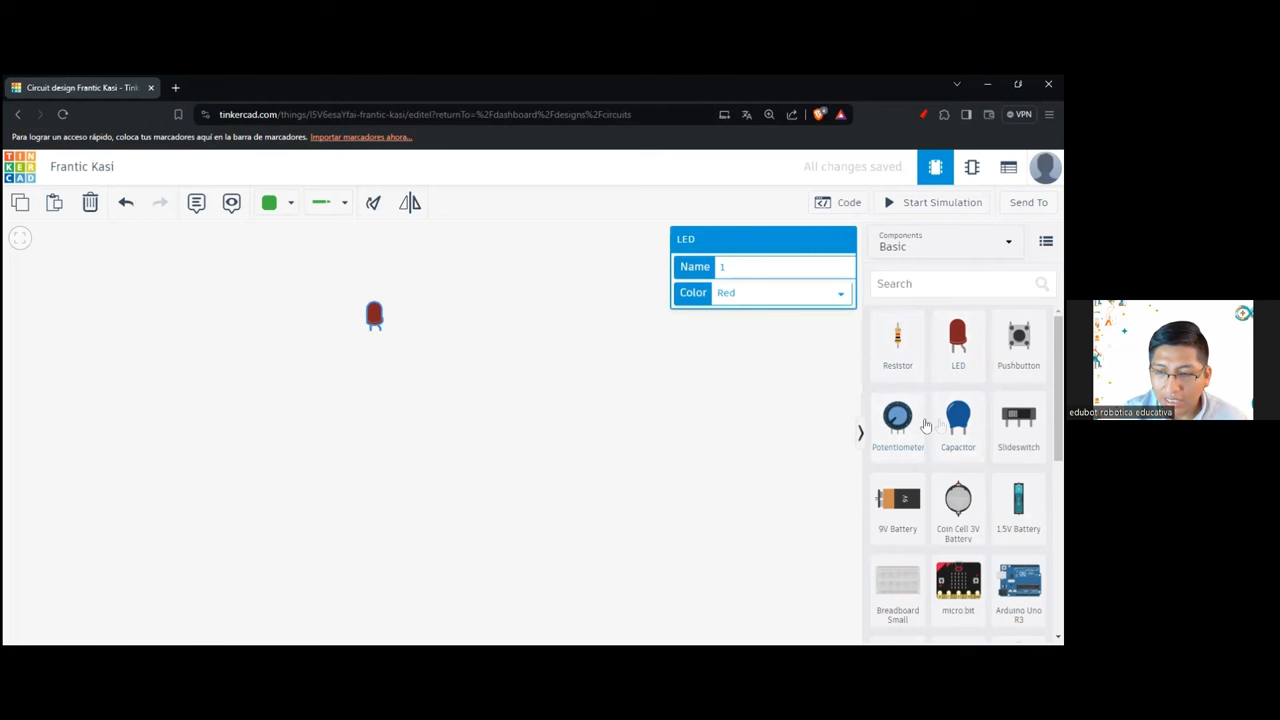 Circuit design Frantic Kasi - Tin
tinkercad.com/things/l5V6esaYfai-frantic-kasi/editel?returnTo=%2Fdashboard%2Fdesigns%2Fcircuits
VPN
Para lograr un acceso rápido, coloca tus marcadores aquí en la barra de marcadores. Importar marcadores ahora...
TIN
KER
CAD
Frantic Kasi
All changes saved
Code
Start Simulation
Send To
LED
Name 1
Color Red
Components
Basic
Search
Resistor LED Pushbutton
Potentiometer Capacitor Slideswitch
9V Battery Coin Cell 3V Battery 1.5V Battery
Breadboard Small micro:bit Arduino Uno R3
edubot robotica educativa